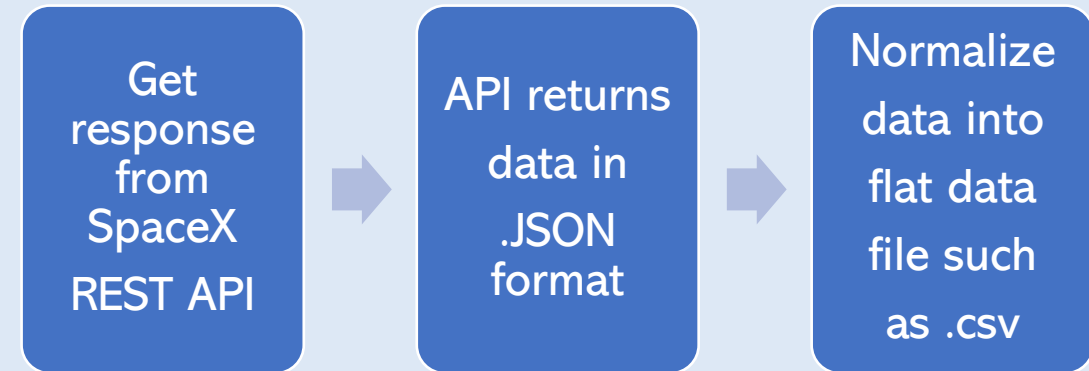 Get
response
from
SpaceX
REST API
API returns
data in
.JSON
format
Normalize
data into
flat data
file such
as .csv